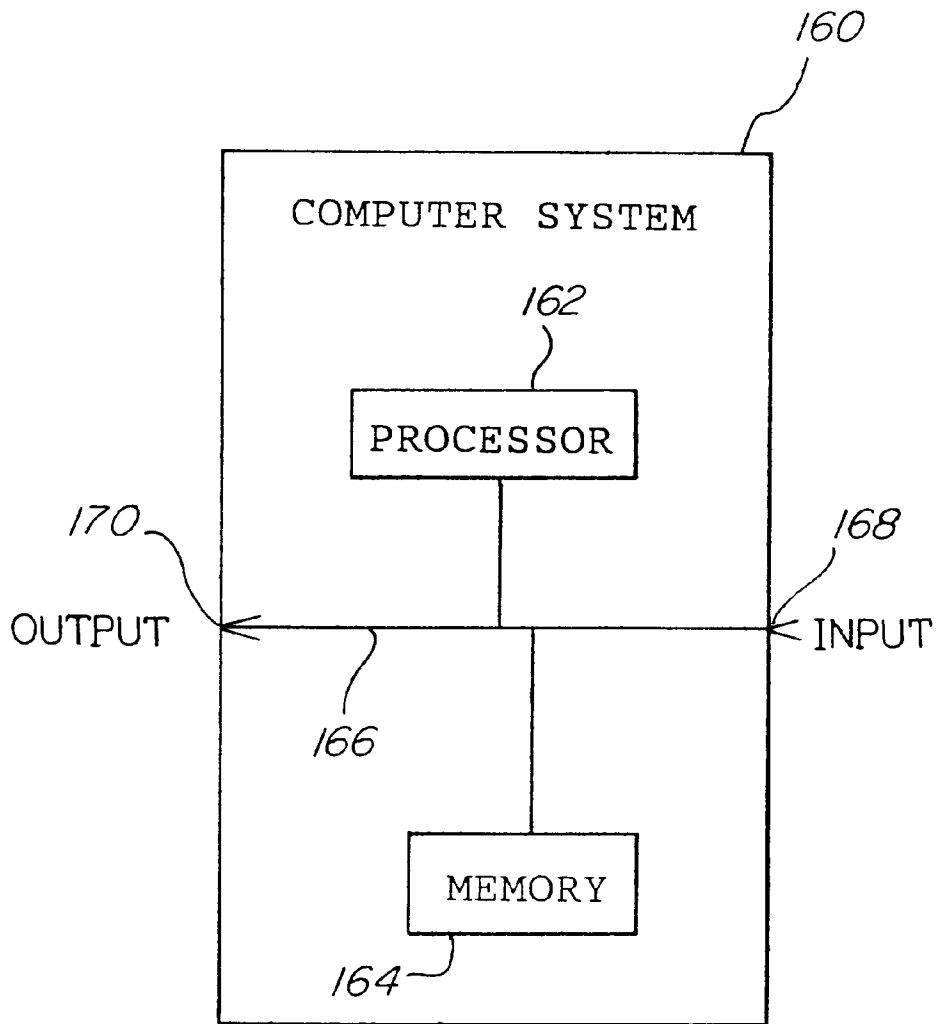 160
COMPUTER SYSTEM
162
PROCESSOR
170
168
OUTPUT
INPUT
166
MEMORY
164